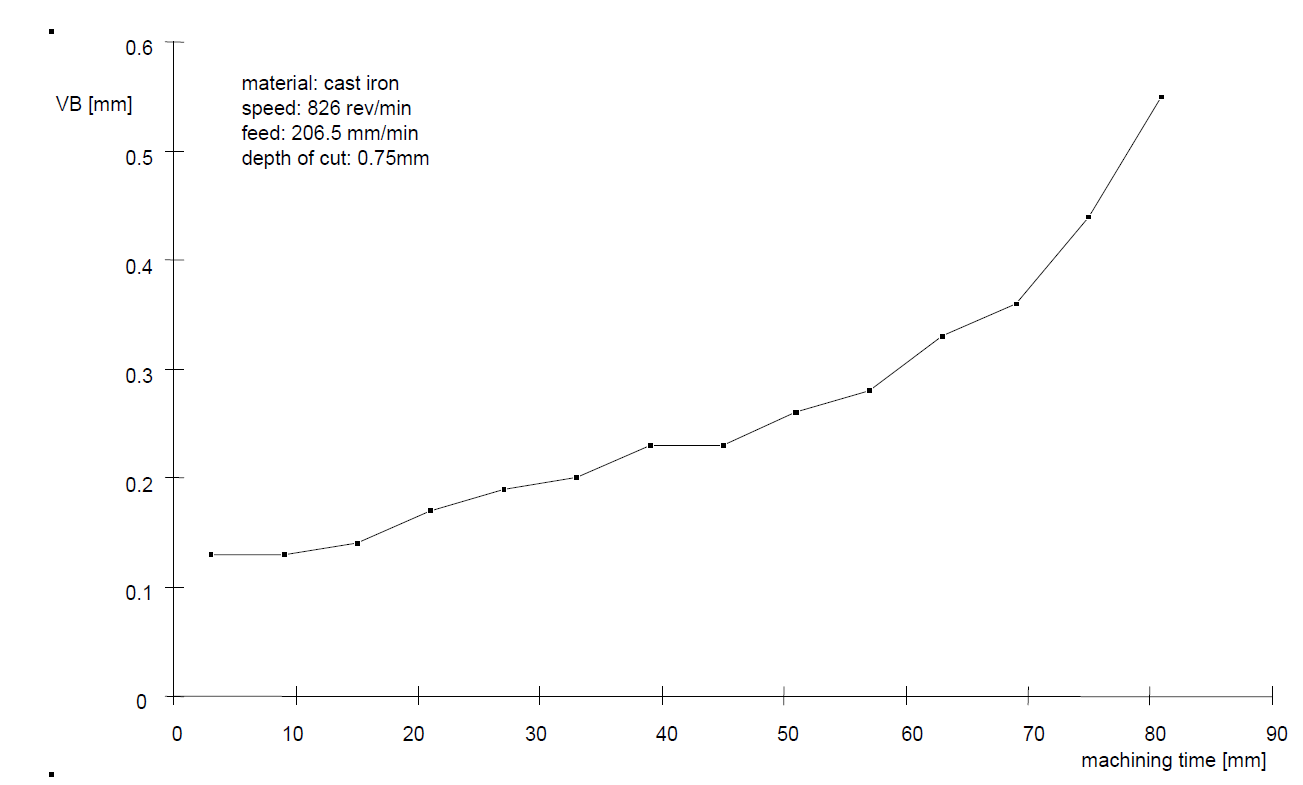 0.6
material: cast iron
VB [mm]
speed: 826 rev/min
feed: 206.5 mm/min
0.5
depth of cut: 0.75mm
0.4
0.3
0.2
0.1
0
0 10 20 30 40 50 60 70 80 90
machining time [mm]